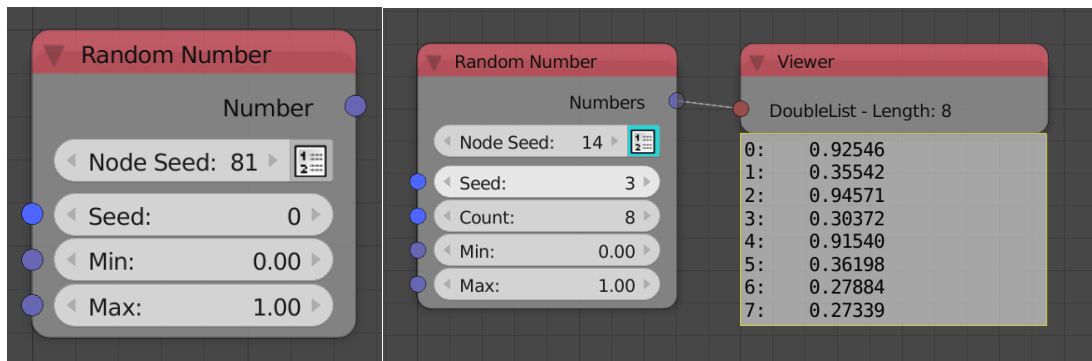 Random Number
Number
Node Seed: 81
Seed: 0
Min: 0.00
Max: 1.00
Random Number
Numbers
Node Seed: 14
Seed: 3
Count: 8
Min: 0.00
Max: 1.00
Viewer
DoubleList - Length: 8
0: 0.92546
1: 0.35542
2: 0.94571
3: 0.30372
4: 0.91540
5: 0.36198
6: 0.27884
7: 0.27339